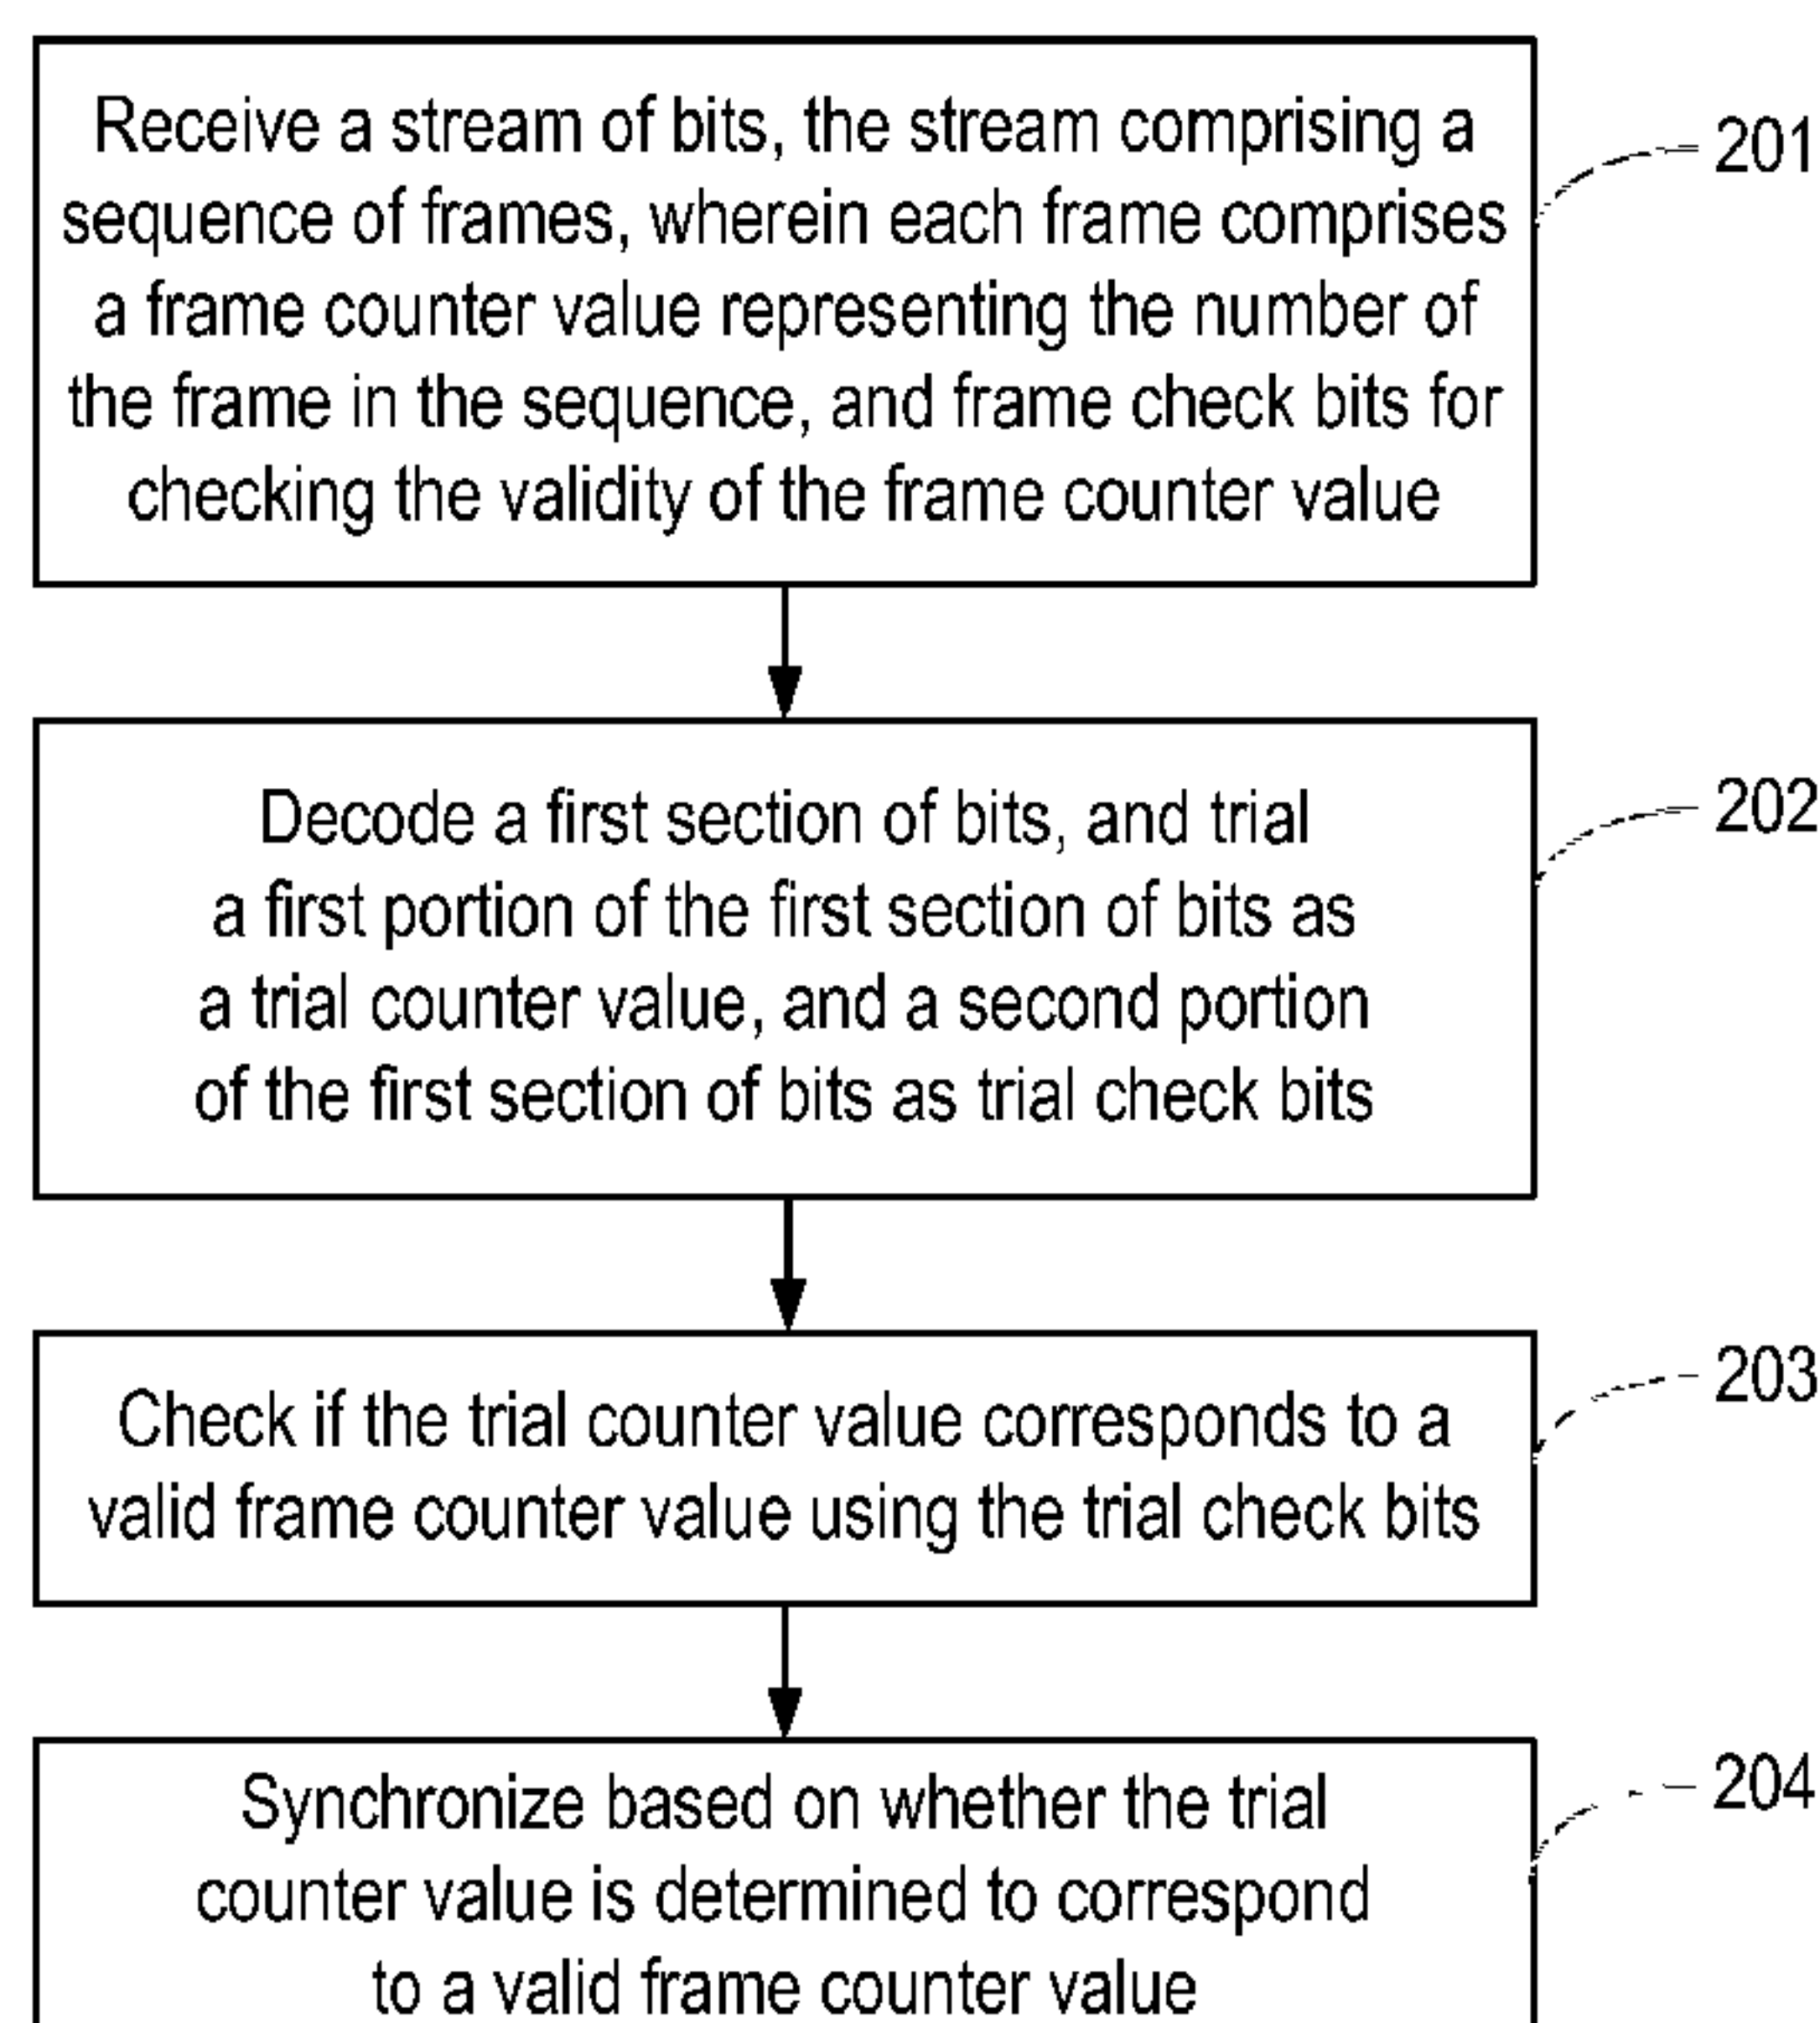 Receive a stream of bits, the stream comprising a
sequence of frames, wherein each frame comprises
a frame counter value representing the number of
the frame in the sequence, and frame check bits for
checking the validity of the frame counter value
201
Decode a first section of bits, and trial
a first portion of the first section of bits as
a trial counter value, and a second portion
of the first section of bits as trial check bits
202
Check if the trial counter value corresponds to a
valid frame counter value using the trial check bits
203
Synchronize based on whether the trial
counter value is determined to correspond
to a valid frame counter value
204